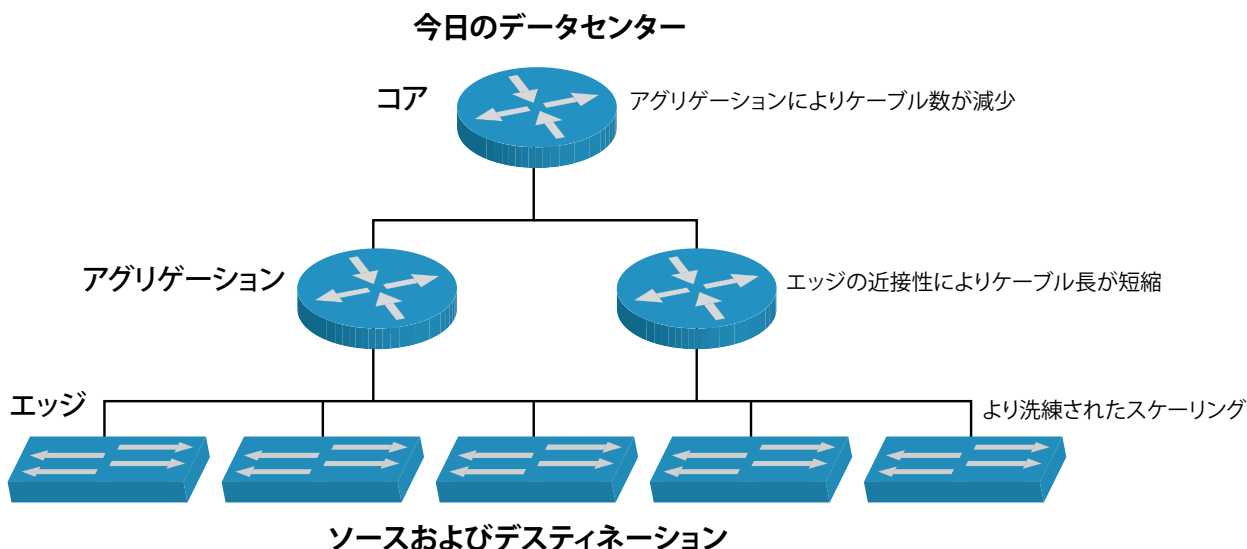 今日のデータセンター
コア
アグリゲーションによりケーブル数が減少
アグリゲーション
エッジの近接性によりケーブル長が短縮
エッジ
より洗練されたスケーリング
ソースおよびデスティネーション